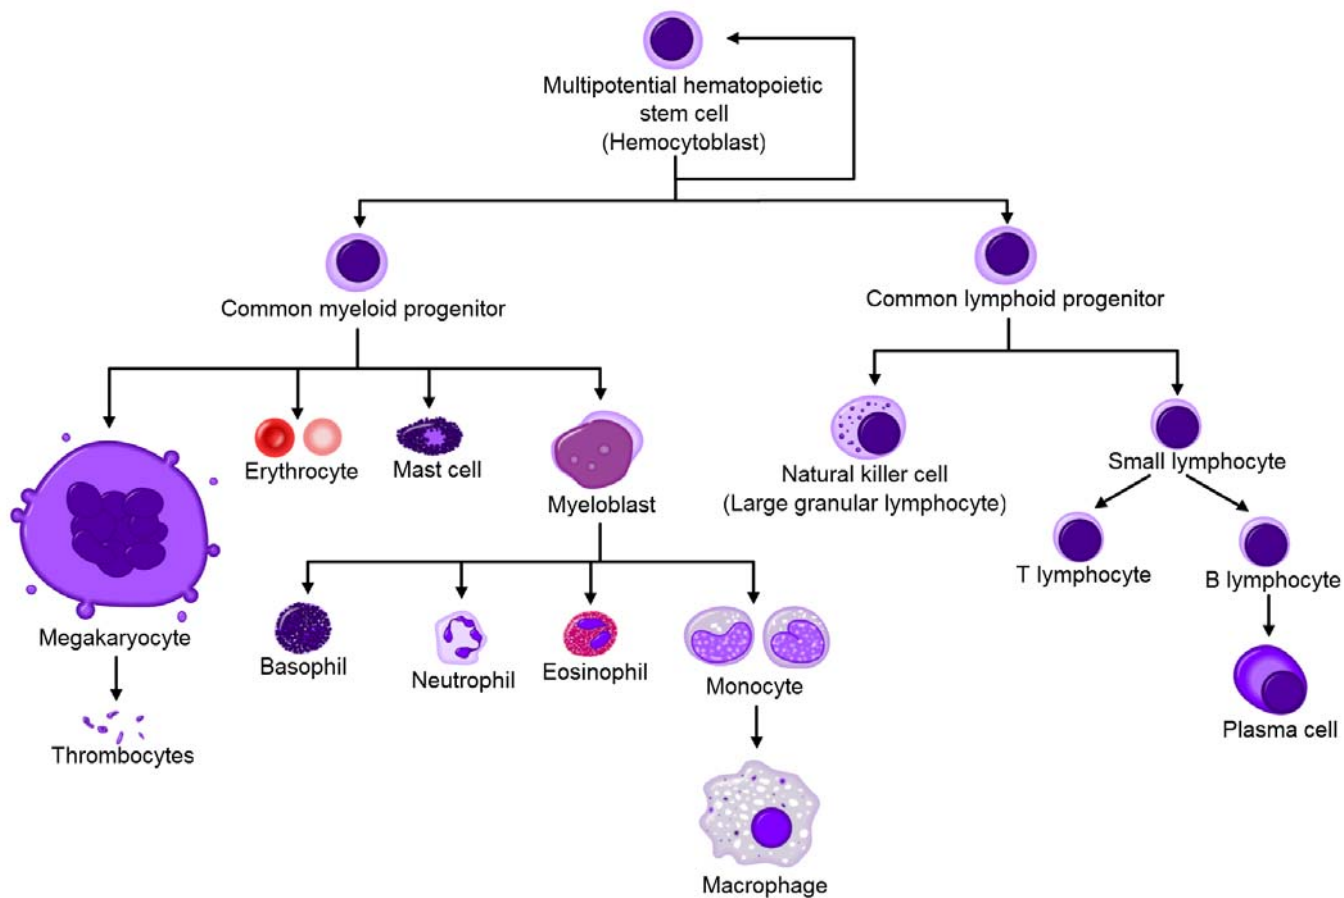 Multipotential hematopoietic
stem cell
(Hemocytoblast)
Common myeloid progenitor
Common lymphoid progenitor
Erythrocyte
Mast cell
Myeloblast
Natural killer cell
(Large granular lymphocyte)
Small lymphocyte
T lymphocyte
B lymphocyte
Megakaryocyte
Basophil
Neutrophil
Eosinophil
Monocyte
Plasma cell
Thrombocytes
Macrophage